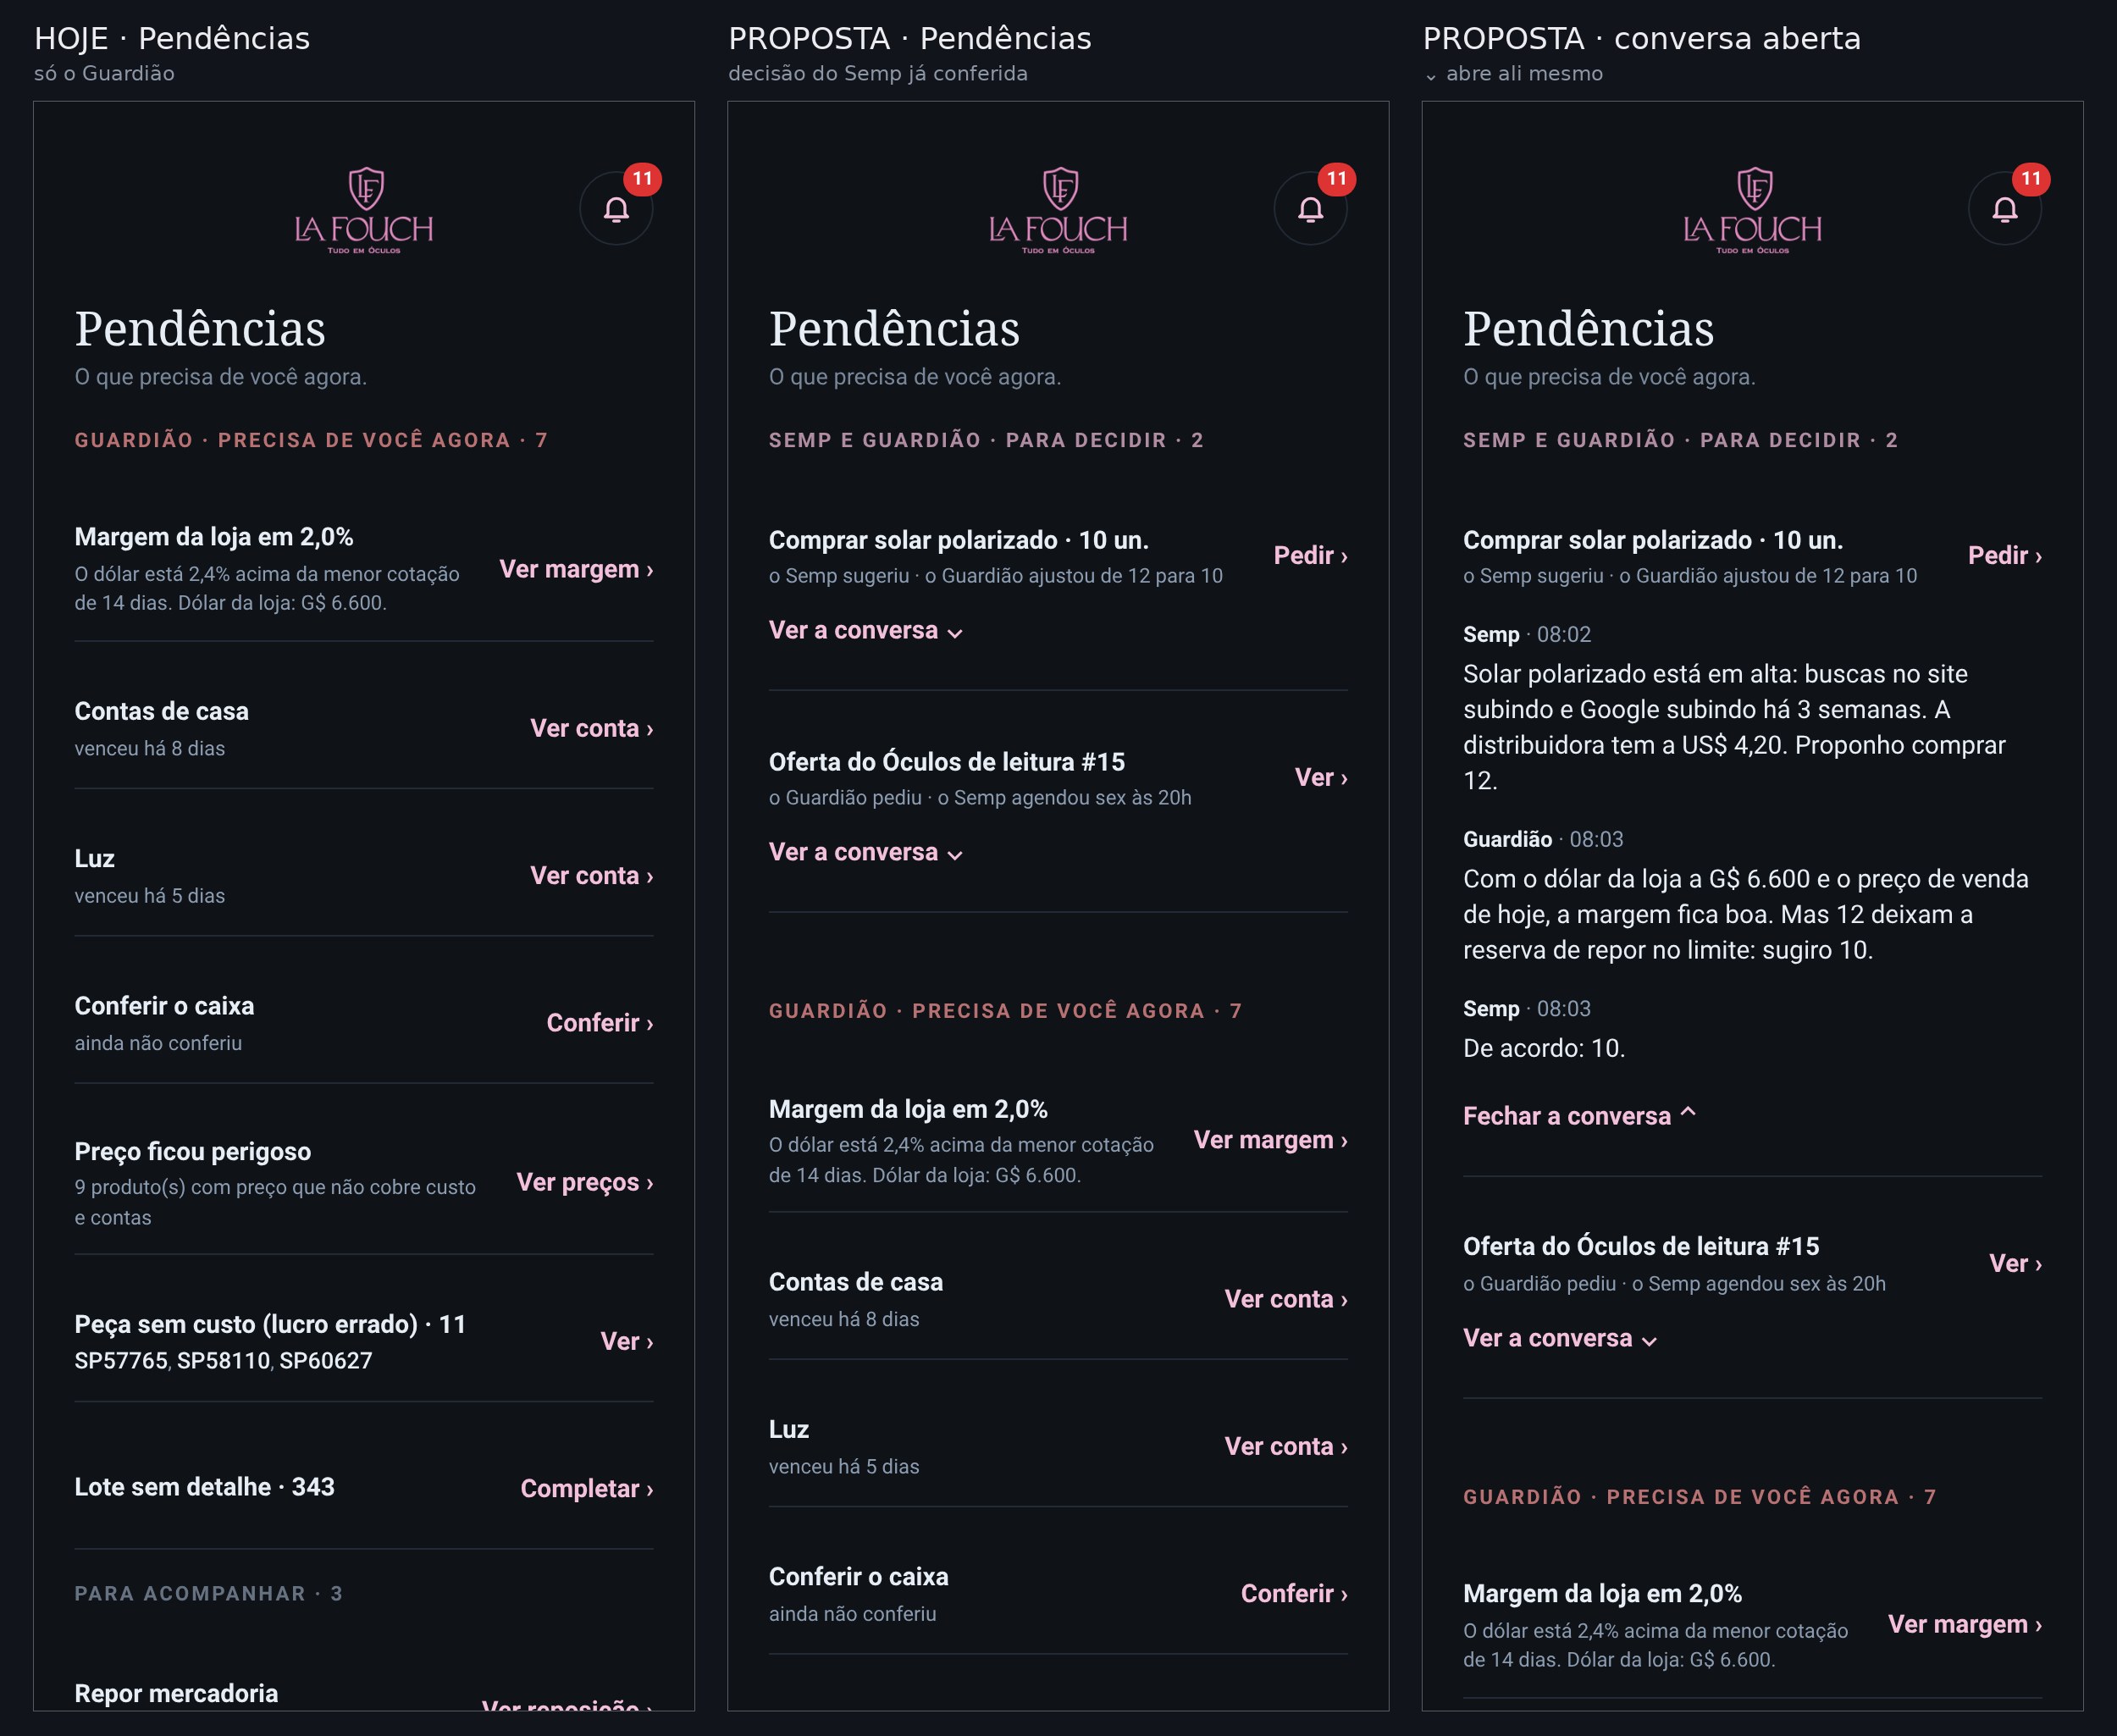 HOJE · Pendências
só o Guardião
11
LF
LA FOUCH
TUDO EM ÓCULOS
Pendências
O que precisa de você agora.
GUARDIÃO · PRECISA DE VOCÊ AGORA · 7
Margem da loja em 2,0%
O dólar está 2,4% acima da menor cotação
de 14 dias. Dólar da loja: G$ 6.600.
Ver margem ›
Contas de casa
venceu há 8 dias
Ver conta ›
Luz
venceu há 5 dias
Ver conta ›
Conferir o caixa
ainda não conferiu
Conferir ›
Preço ficou perigoso
9 produto(s) com preço que não cobre custo
e contas
Ver preços ›
Peça sem custo (lucro errado) · 11
SP57765, SP58110, SP60627
Ver ›
Lote sem detalhe · 343
Completar ›
PARA ACOMPANHAR · 3
Repor mercadoria
Ver reposição ›
PROPOSTA · Pendências
decisão do Semp já conferida
11
LF
LA FOUCH
TUDO EM ÓCULOS
Pendências
O que precisa de você agora.
SEMP E GUARDIÃO · PARA DECIDIR · 2
Comprar solar polarizado · 10 un.
o Semp sugeriu · o Guardião ajustou de 12 para 10
Pedir ›
Ver a conversa ⌄
Oferta do Óculos de leitura #15
o Guardião pediu · o Semp agendou sex às 20h
Ver ›
Ver a conversa ⌄
GUARDIÃO · PRECISA DE VOCÊ AGORA · 7
Margem da loja em 2,0%
O dólar está 2,4% acima da menor cotação
de 14 dias. Dólar da loja: G$ 6.600.
Ver margem ›
Contas de casa
venceu há 8 dias
Ver conta ›
Luz
venceu há 5 dias
Ver conta ›
Conferir o caixa
ainda não conferiu
Conferir ›
PROPOSTA · conversa aberta
⌄ abre ali mesmo
11
LF
LA FOUCH
TUDO EM ÓCULOS
Pendências
O que precisa de você agora.
SEMP E GUARDIÃO · PARA DECIDIR · 2
Comprar solar polarizado · 10 un.
o Semp sugeriu · o Guardião ajustou de 12 para 10
Pedir ›
Semp · 08:02
Solar polarizado está em alta: buscas no site
subindo e Google subindo há 3 semanas. A
distribuidora tem a US$ 4,20. Proponho comprar
12.
Guardião · 08:03
Com o dólar da loja a G$ 6.600 e o preço de venda
de hoje, a margem fica boa. Mas 12 deixam a
reserva de repor no limite: sugiro 10.
Semp · 08:03
De acordo: 10.
Fechar a conversa ⌃
Oferta do Óculos de leitura #15
o Guardião pediu · o Semp agendou sex às 20h
Ver ›
Ver a conversa ⌄
GUARDIÃO · PRECISA DE VOCÊ AGORA · 7
Margem da loja em 2,0%
O dólar está 2,4% acima da menor cotação
de 14 dias. Dólar da loja: G$ 6.600.
Ver margem ›